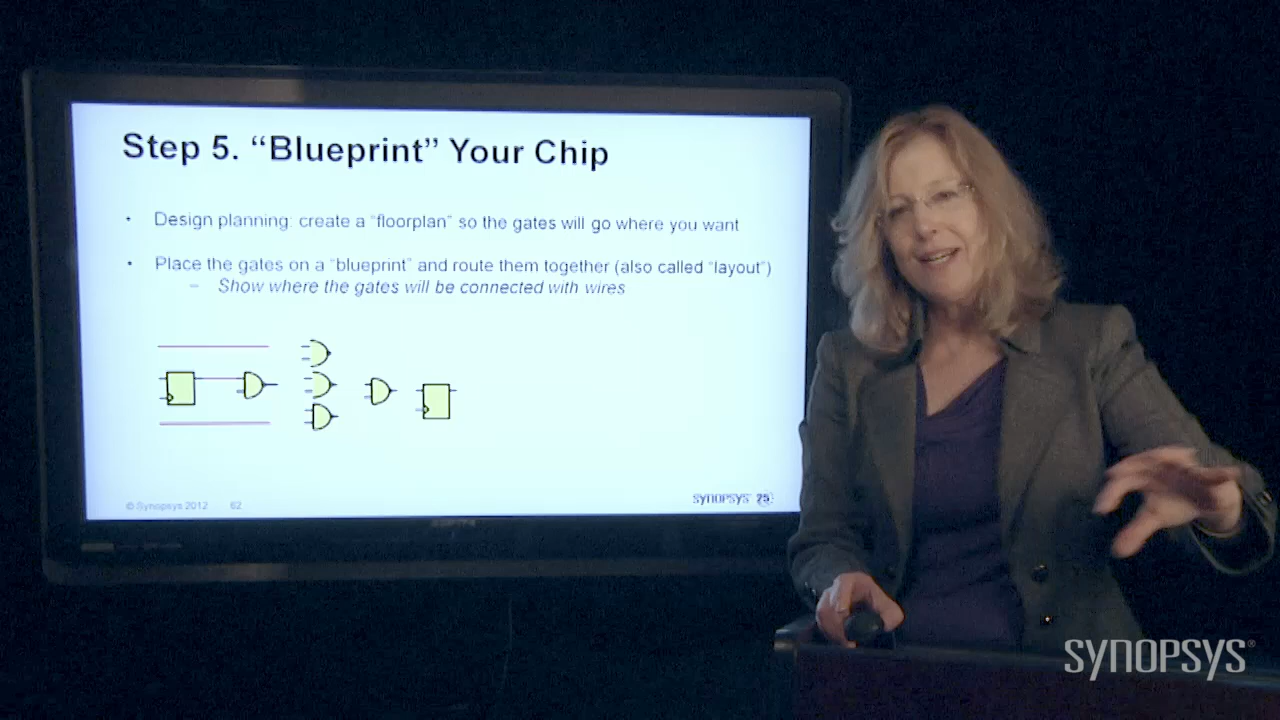 Step 5. “Blueprint” Your Chip
• Design planning: create a “floorplan” so the gates will go where you want
• Place the gates on a “blueprint” and route them together (also called “layout”)
– Show where the gates will be connected with wires
© Synopsys 2012 62
SYNOPSYS 25
SYNOPSYS®